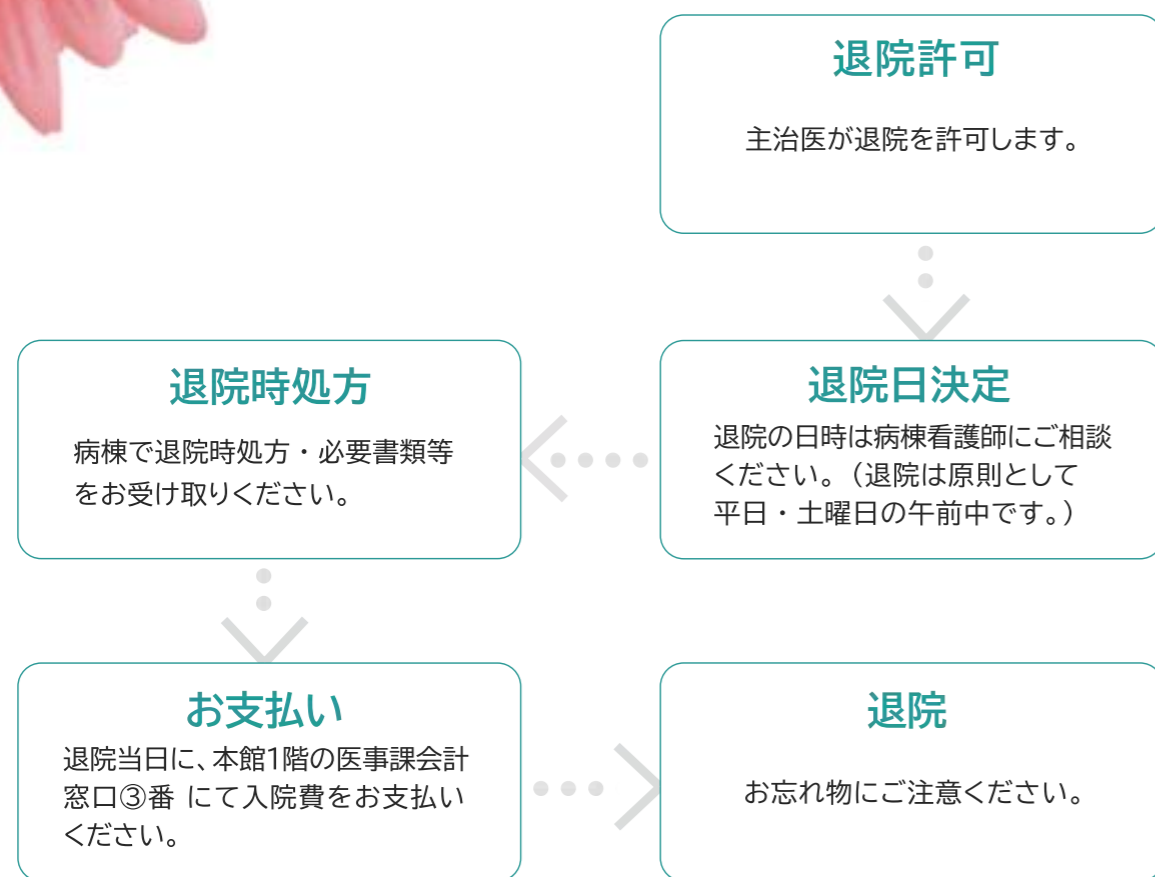 退院許可
主治医が退院を許可します。
退院日決定
退院の日時は病棟看護師にご相談
ください。（退院は原則として
平日・土曜日の午前中です。）
退院時処方
病棟で退院時処方・必要書類等
をお受け取りください。
お支払い
退院当日に、本館1階の医事課会計
窓口③番 にて入院費をお支払い
ください。
退院
お忘れ物にご注意ください。